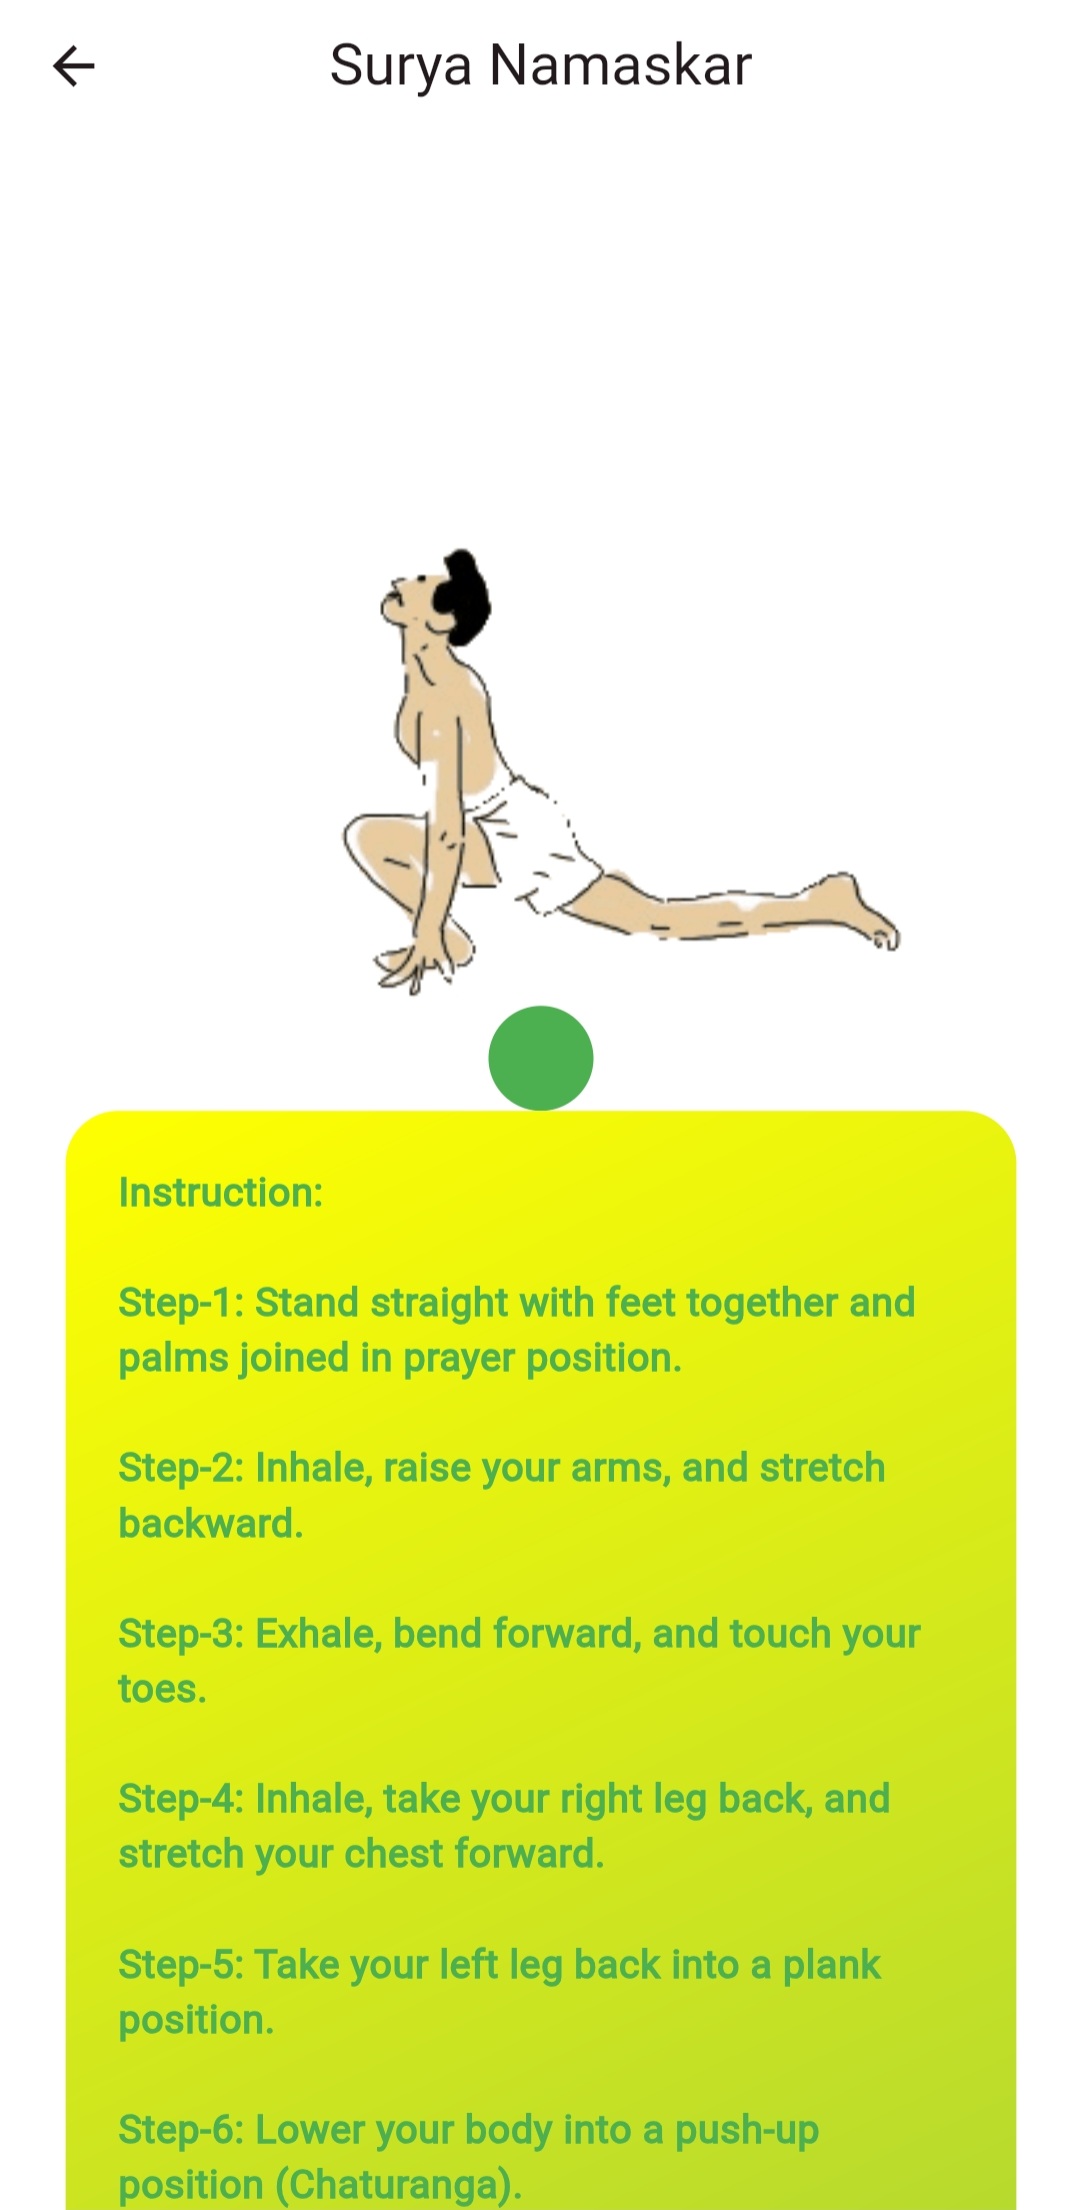 Surya Namaskar
Instruction:
Step-1: Stand straight with feet together and
palms joined in prayer position.
Step-2: Inhale, raise your arms, and stretch
backward.
Step-3: Exhale, bend forward, and touch your
toes.
Step-4: Inhale, take your right leg back, and
stretch your chest forward.
Step-5: Take your left leg back into a plank
position.
Step-6: Lower your body into a push-up
position (Chaturanga).